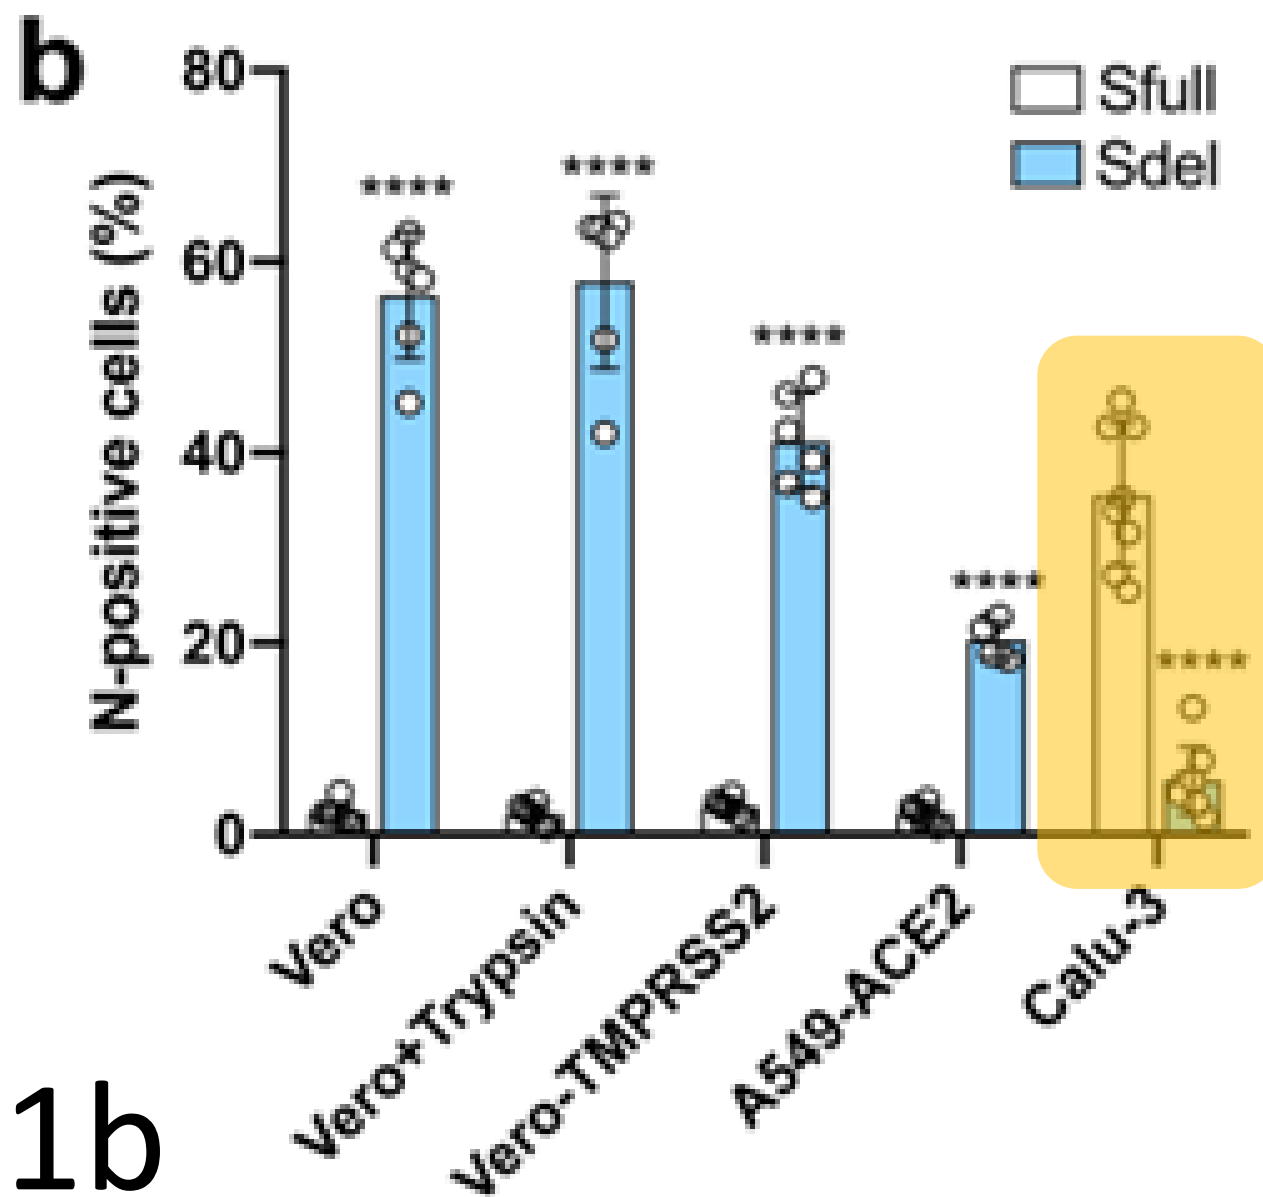 b
Sfull
Sdel
N-positive cells (%)
80
60
40
20
0
****
****
****
****
****
Vero
Vero+Trypsin
Vero-TMPRSS2
A549-ACE2
Calu-3
1b